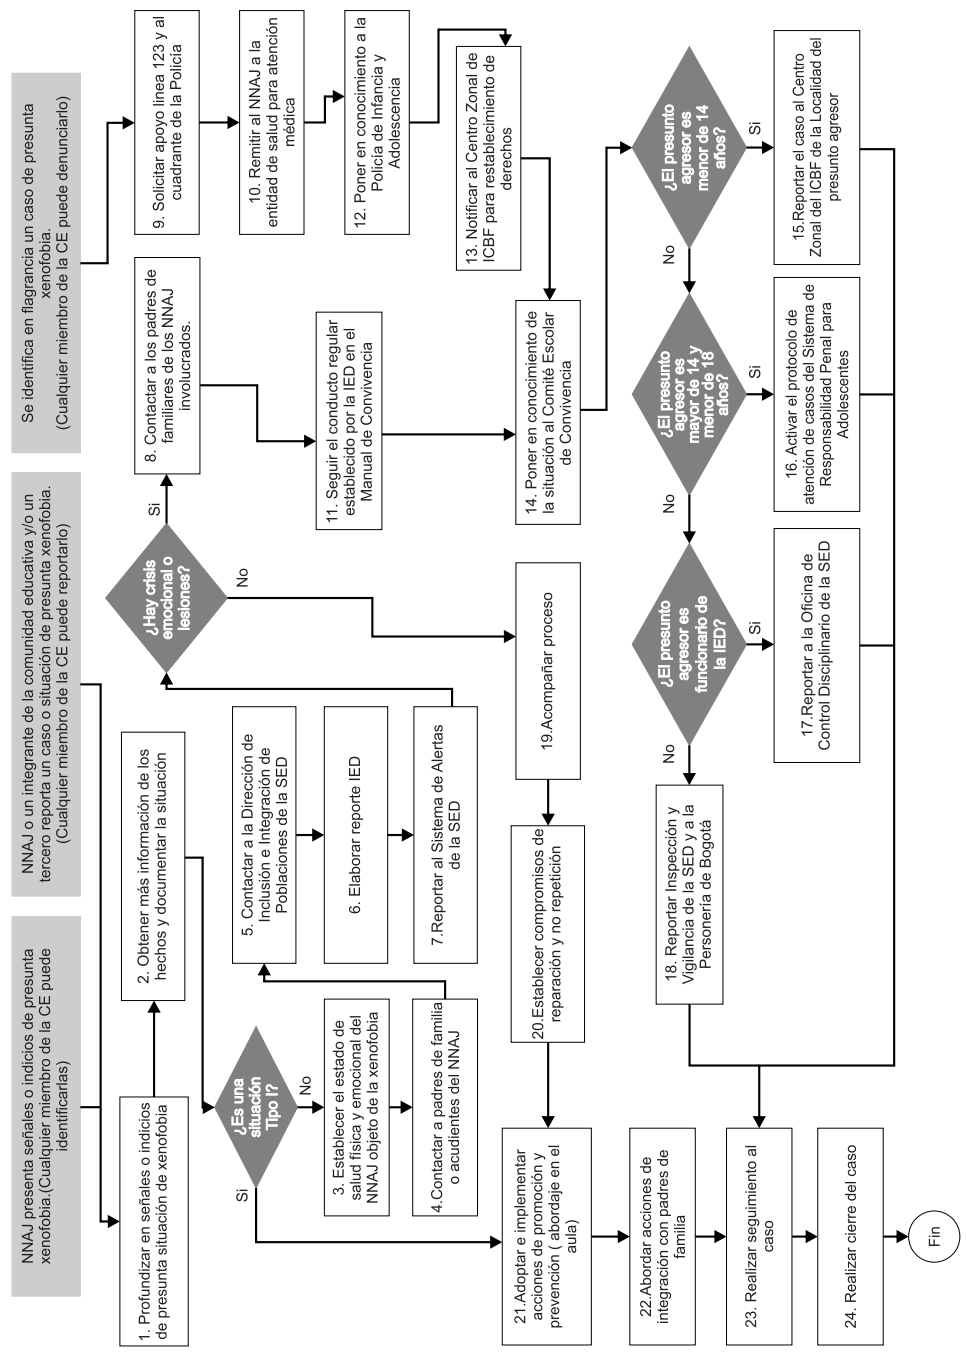 NNAJ presenta señales o indicios de presunta
xenofobia.(Cualquier miembro de la CE puede
identificarlas)
NNAJ o un integrante de la comunidad educativa y/o un
tercero reporta un caso o situación de presunta xenofobia.
(Cualquier miembro de la CE puede reportarlo)
Se identifica en flagrancia un caso de presunta
xenofobia.
(Cualquier miembro de la CE puede denunciarlo)
1. Profundizar en señales o indicios
de presunta situación de xenofobia
2. Obtener más información de los
hechos y documentar la situación
¿Es una
situación
Tipo I?
Si
No
3. Establecer el estado de
salud física y emocional del
NNAJ objeto de la xenofobia
4.Contactar a padres de familia
o acudientes del NNAJ
5. Contactar a la Dirección de
Inclusión e Integración de
Poblaciones de la SED
6. Elaborar reporte IED
7.Reportar al Sistema de Alertas
de la SED
¿Hay crisis
emocional o
lesiones?
Si
No
8. Contactar a los padres de
familiares de los NNAJ
involucrados.
9. Solicitar apoyo linea 123 y al
cuadrante de la Policía
10. Remitir al NNAJ a la
entidad de salud para atención
médica
11. Seguir el conducto regular
establecido por la IED en el
Manual de Convivencia
12. Poner en conocimiento a la
Policía de Infancia y
Adolescencia
13. Notificar al Centro Zonal de
ICBF para restablecimiento de
derechos
14. Poner en conocimiento de
la situación al Comité Escolar
de Convivencia
¿El presunto
agresor es
menor de 14
años?
Si
No
15.Reportar el caso al Centro
Zonal del ICBF de la Localidad del
presunto agresor
¿El presunto
agresor es
mayor de 14 y
menor de 18
años?
Si
No
16. Activar el protocolo de
atención de casos del Sistema de
Responsabilidad Penal para
Adolescentes
¿El presunto
agresor es
funcionario de
la IED?
Si
No
17.Reportar a la Oficina de
Control Disciplinario de la SED
18. Reportar Inspección y
Vigilancia de la SED y a la
Personería de Bogotá
19.Acompañar proceso
20.Establecer compromisos de
reparación y no repetición
21.Adoptar e implementar
acciones de promoción y
prevención ( abordaje en el
aula)
22.Abordar acciones de
integración con padres de
familia
23. Realizar seguimiento al
caso
24. Realizar cierre del caso
Fin